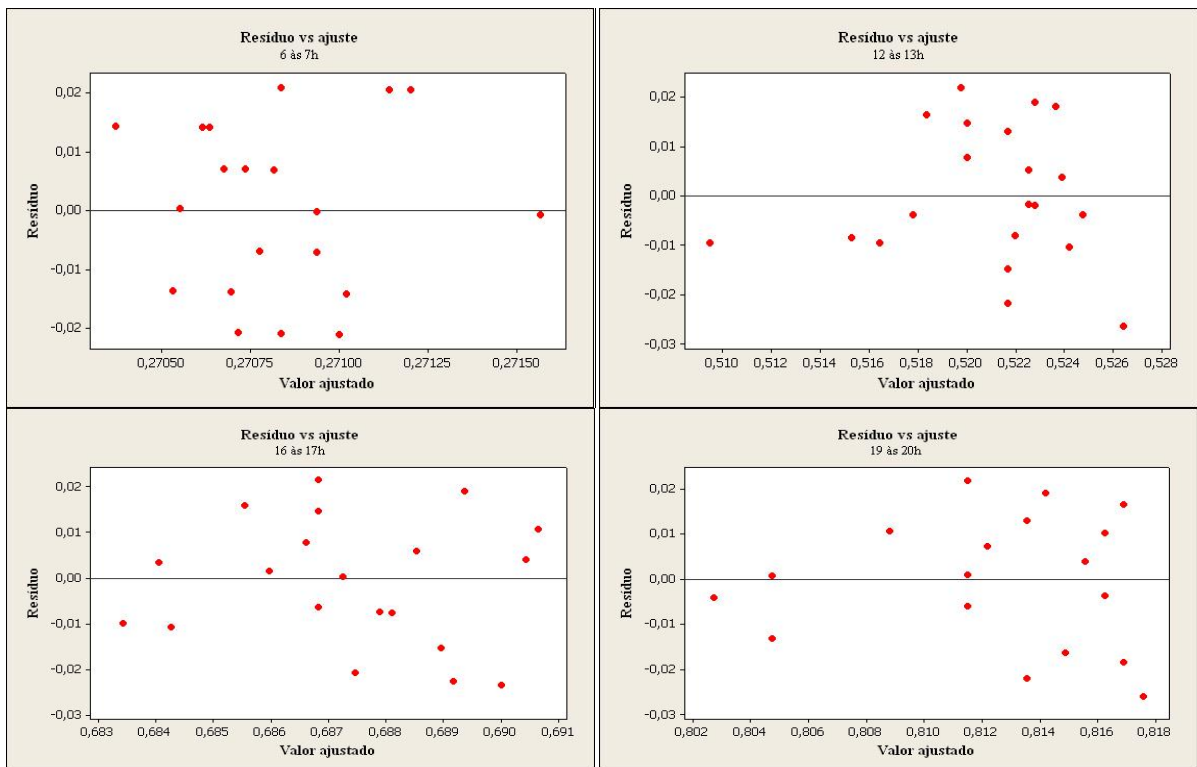 Resíduo vs ajuste
6 às 7h
0,02
0,01
0,00
-0,01
-0,02
Resíduo
0,27050 0,27075 0,27100 0,27125 0,27150
Valor ajustado
Resíduo vs ajuste
12 às 13h
0,02
0,01
0,00
-0,01
-0,02
-0,03
Resíduo
0,510 0,512 0,514 0,516 0,518 0,520 0,522 0,524 0,526 0,528
Valor ajustado
Resíduo vs ajuste
16 às 17h
0,02
0,01
0,00
-0,01
-0,02
-0,03
Resíduo
0,683 0,684 0,685 0,686 0,687 0,688 0,689 0,690 0,691
Valor ajustado
Resíduo vs ajuste
19 às 20h
0,02
0,01
0,00
-0,01
-0,02
-0,03
Resíduo
0,802 0,804 0,806 0,808 0,810 0,812 0,814 0,816 0,818
Valor ajustado